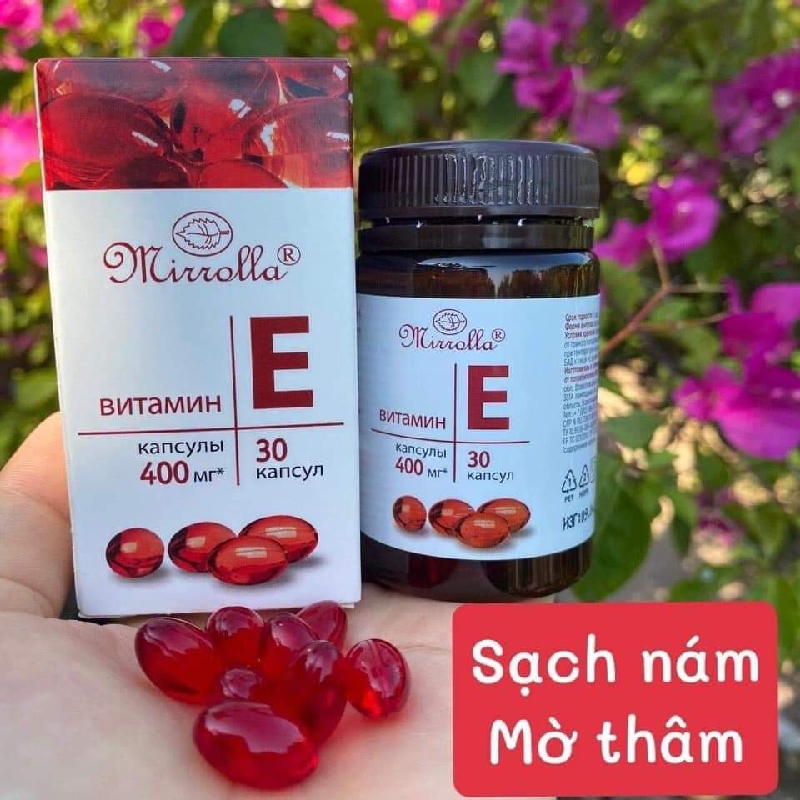 Mirrolla®
ВИТАМИН E
капсулы
400 мг*
30
капсул
Mirrolla®
ВИТАМИН E
капсулы
400 мг*
30
капсул
Sạch nám
Mờ thâm